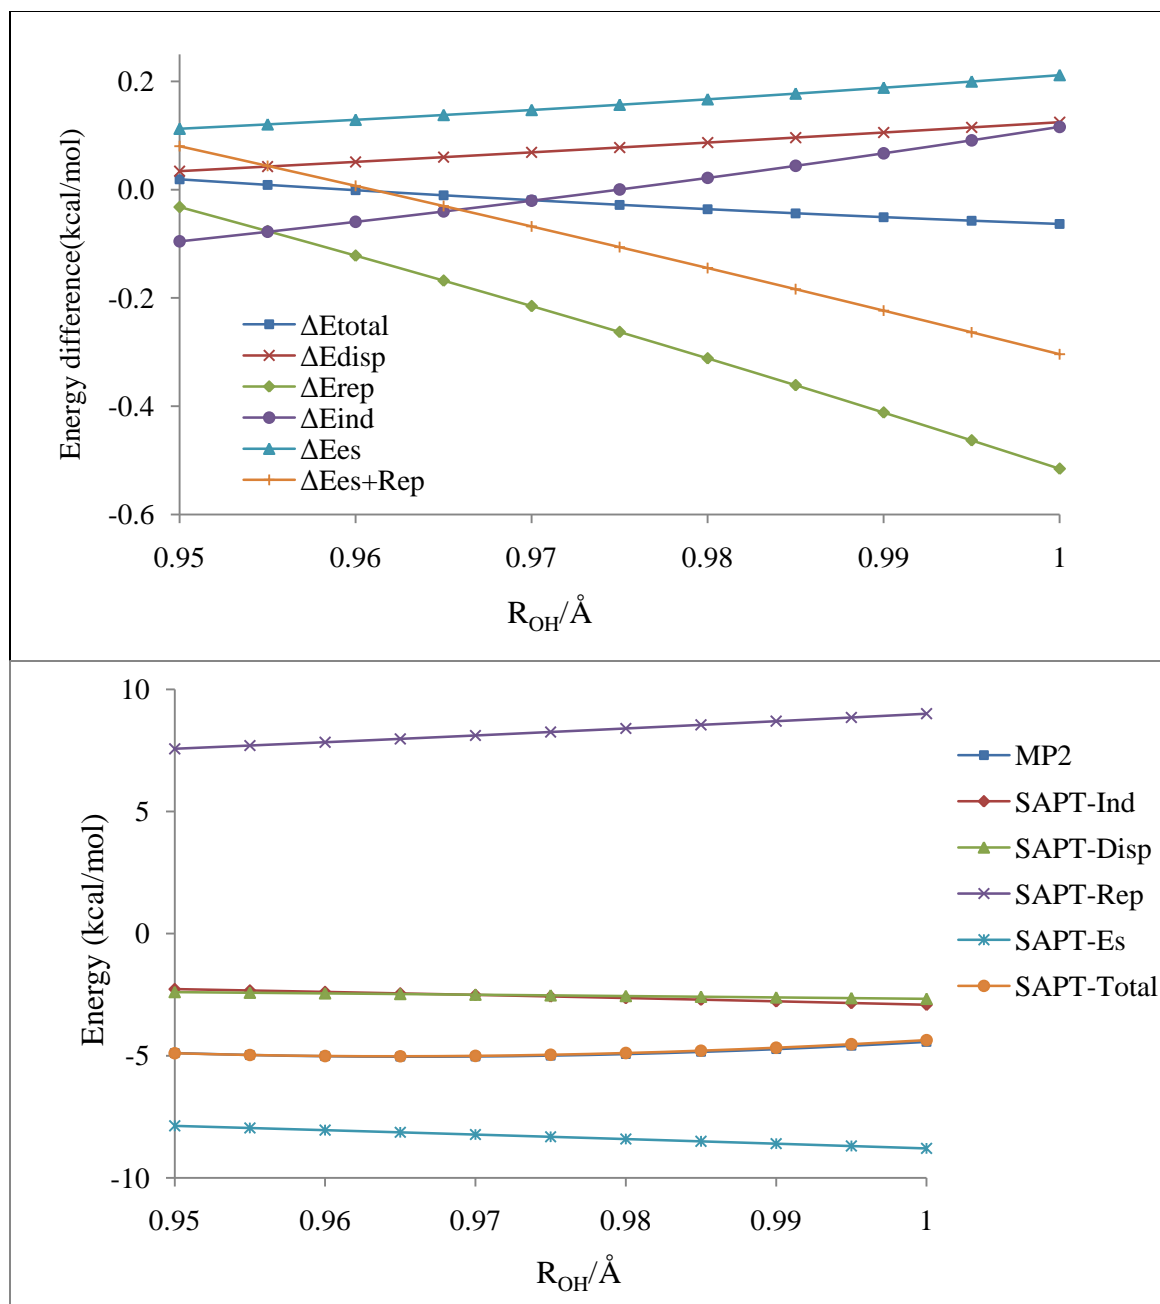 0.2
0.0
-0.2
-0.4
-0.6
Energy difference(kcal/mol)
ΔEtotal
ΔEdisp
ΔErep
ΔEind
ΔEes
ΔEes+Rep
0.95 0.96 0.97 0.98 0.99 1
ROH/Å
10
5
0
-5
-10
Energy (kcal/mol)
MP2
SAPT-Ind
SAPT-Disp
SAPT-Rep
SAPT-Es
SAPT-Total
0.95 0.96 0.97 0.98 0.99 1
ROH/Å